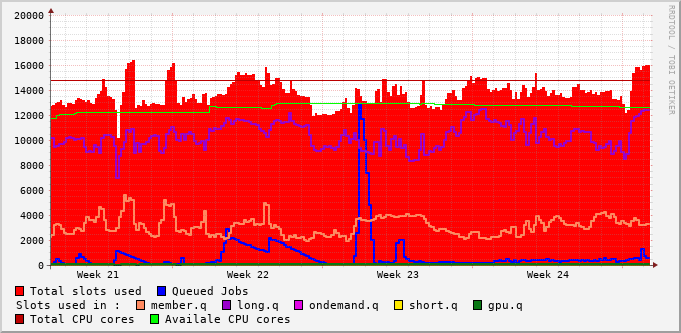 20000
18000
16000
14000
12000
10000
8000
6000
4000
2000
0
Week 21 Week 22 Week 23 Week 24
RRDTOOL / TOBI OETIKER
Total slots used Queued Jobs
Slots used in : member.q long.q ondemand.q short.q gpu.q
Total CPU cores Availale CPU cores